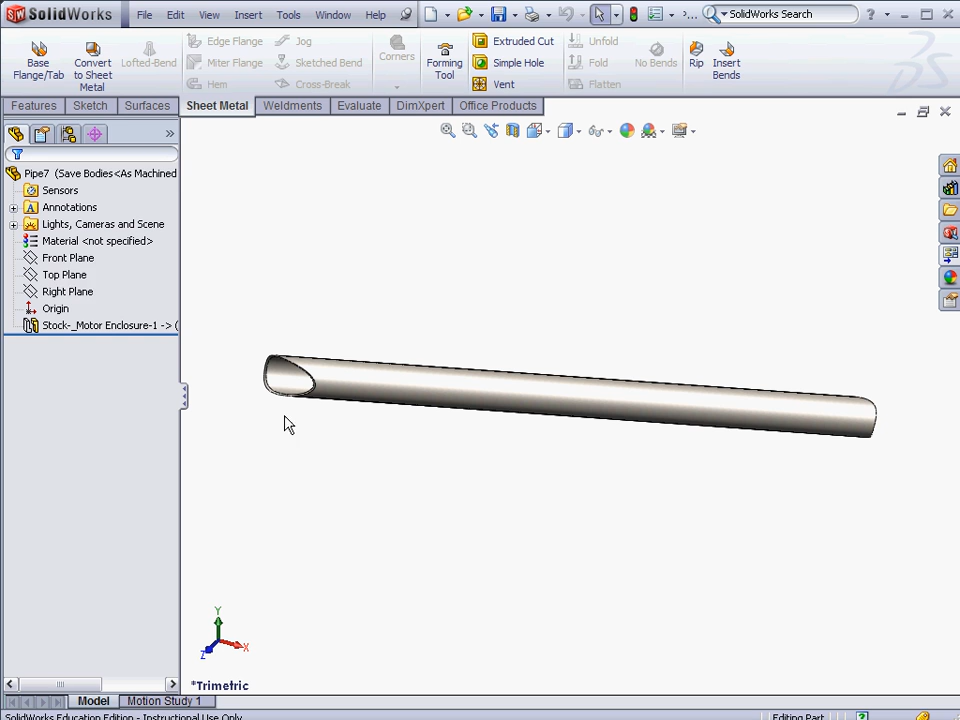 SolidWorks File Edit View Insert Tools Window Help SolidWorks Search
Base Flange/Tab
Convert to Sheet Metal
Lofted-Bend
Edge Flange
Miter Flange
Hem
Jog
Sketched Bend
Cross-Break
Corners
Forming Tool
Extruded Cut
Simple Hole
Vent
Unfold
Fold
Flatten
No Bends
Rip
Insert Bends
Features Sketch Surfaces Sheet Metal Weldments Evaluate DimXpert Office Products
Pipe7 (Save Bodies<As Machined
Sensors
Annotations
Lights, Cameras and Scene
Material <not specified>
Front Plane
Top Plane
Right Plane
Origin
Stock-_Motor Enclosure-1 -> (
Y
X
Z
*Trimetric
Model Motion Study 1
SolidWorks Education Edition - Instructional Use Only Editing Part